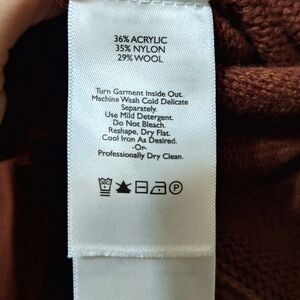 36% ACRYLIC
35% NYLON
29% WOOL
Turn Garment Inside Out.
Machine Wash Cold Delicate
Separately.
Use Mild Detergent.
Do Not Bleach.
Reshape, Dry Flat.
Cool Iron As Desired.
-Or-
Professionally Dry Clean.
P